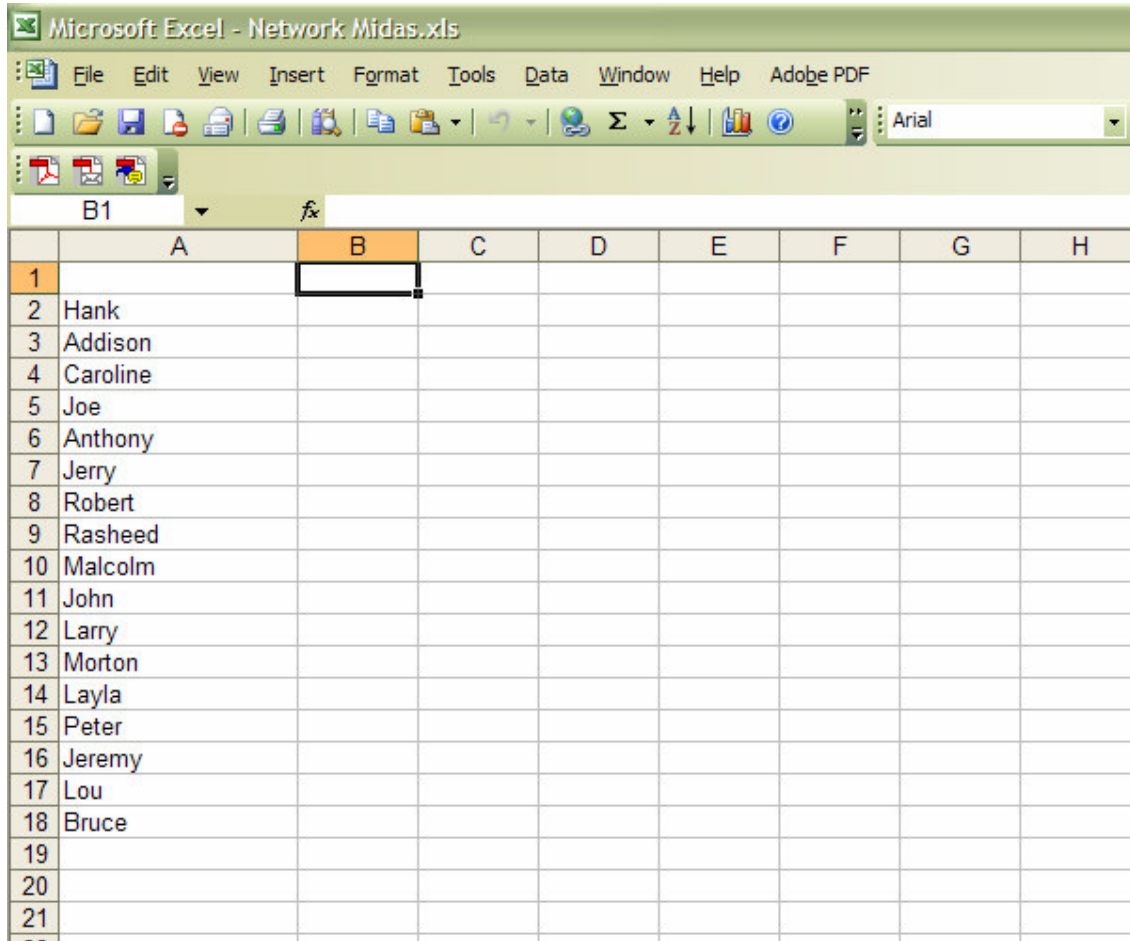 Microsoft Excel - Network Midas.xls
File Edit View Insert Format Tools Data Window Help Adobe PDF
Arial
B1 fx
A B C D E F G H
1
2 Hank
3 Addison
4 Caroline
5 Joe
6 Anthony
7 Jerry
8 Robert
9 Rasheed
10 Malcolm
11 John
12 Larry
13 Morton
14 Layla
15 Peter
16 Jeremy
17 Lou
18 Bruce
19
20
21